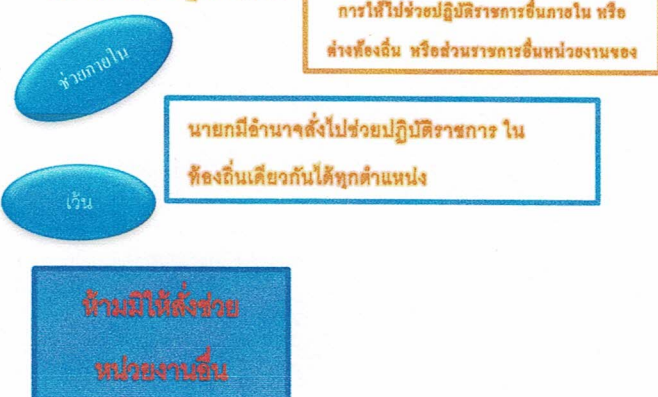 การให้ไปช่วยปฏิบัติราชการอื่นภายใน หรือ
ต่างท้องถิ่น หรือส่วนราชการอื่นหน่วยงานของ
ช่วยภายใน
นายกมีอำนาจสั่งไปช่วยปฏิบัติราชการ ใน
ท้องถิ่นเดียวกันได้ทุกตำแหน่ง
เว้น
ห้ามมิให้สั่งช่วย
หน่วยงานอื่น